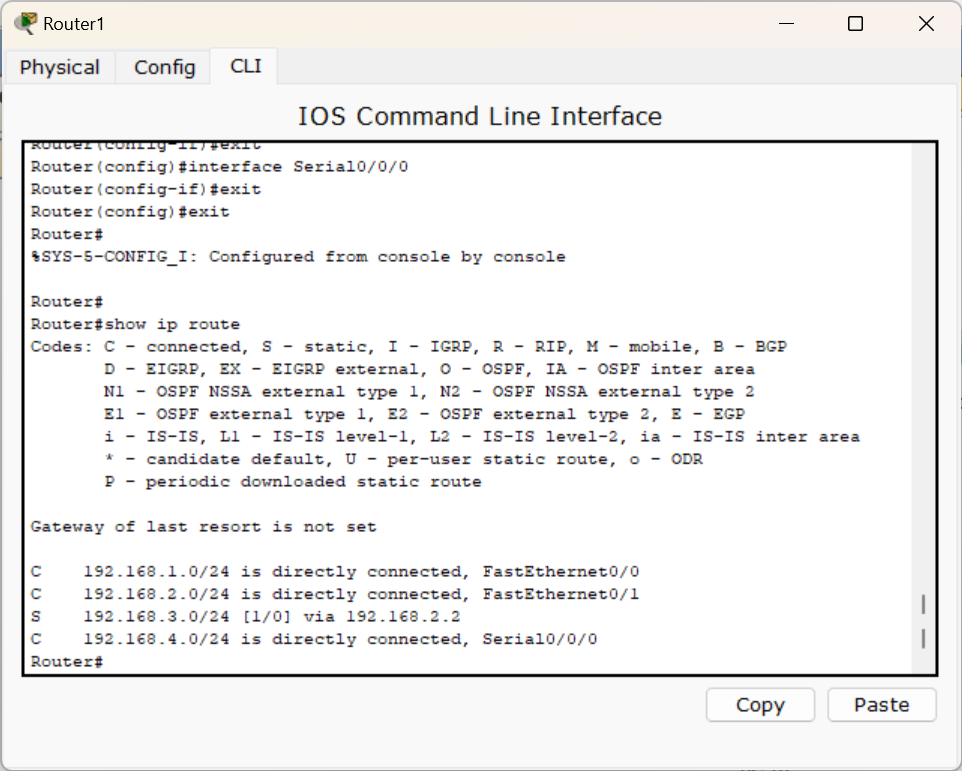 Router1
Physical Config CLI
IOS Command Line Interface
Router(config-if)#exit
Router(config)#interface Serial0/0/0
Router(config-if)#exit
Router(config)#exit
Router#
%SYS-5-CONFIG_I: Configured from console by console
Router#
Router#show ip route
Codes: C - connected, S - static, I - IGRP, R - RIP, M - mobile, B - BGP
D - EIGRP, EX - EIGRP external, O - OSPF, IA - OSPF inter area
N1 - OSPF NSSA external type 1, N2 - OSPF NSSA external type 2
E1 - OSPF external type 1, E2 - OSPF external type 2, E - EGP
i - IS-IS, L1 - IS-IS level-1, L2 - IS-IS level-2, ia - IS-IS inter area
* - candidate default, U - per-user static route, o - ODR
P - periodic downloaded static route
Gateway of last resort is not set
C 192.168.1.0/24 is directly connected, FastEthernet0/0
C 192.168.2.0/24 is directly connected, FastEthernet0/1
S 192.168.3.0/24 [1/0] via 192.168.2.2
C 192.168.4.0/24 is directly connected, Serial0/0/0
Router#
Copy Paste